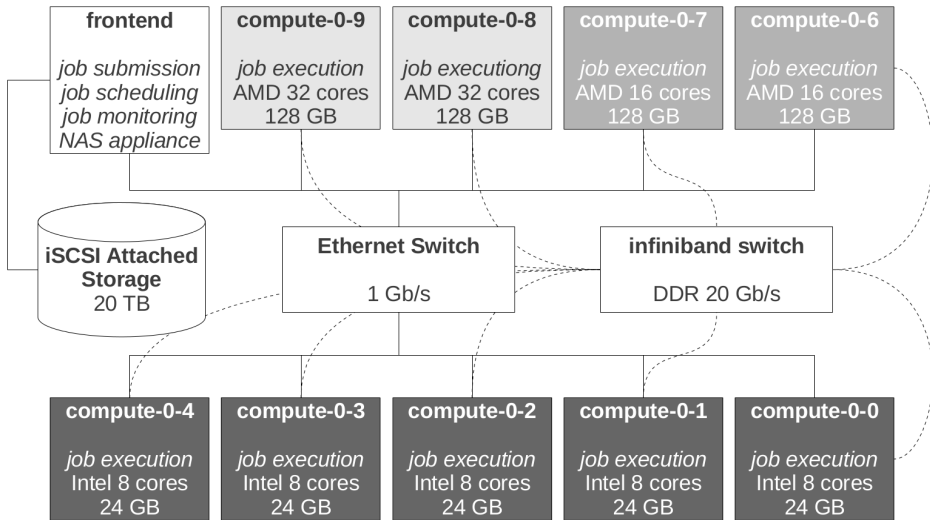 frontend
job submission
job scheduling
job monitoring
NAS appliance
compute-0-9
job execution
AMD 32 cores
128 GB
compute-0-8
job executiong
AMD 32 cores
128 GB
compute-0-7
job execution
AMD 16 cores
128 GB
compute-0-6
job execution
AMD 16 cores
128 GB
iSCSI Attached
Storage
20 TB
Ethernet Switch
1 Gb/s
infiniband switch
DDR 20 Gb/s
compute-0-4
job execution
Intel 8 cores
24 GB
compute-0-3
job execution
Intel 8 cores
24 GB
compute-0-2
job execution
Intel 8 cores
24 GB
compute-0-1
job execution
Intel 8 cores
24 GB
compute-0-0
job execution
Intel 8 cores
24 GB